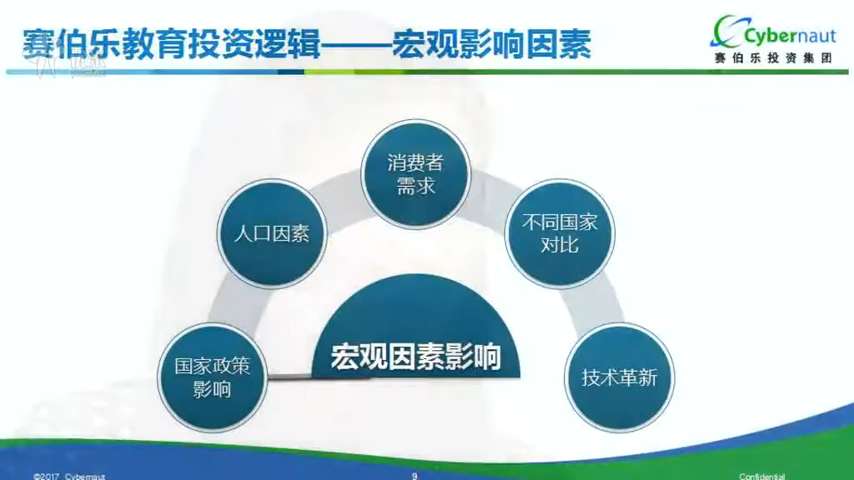 赛伯乐教育投资逻辑——宏观影响因素
Cybernaut
赛伯乐投资集团
消费者
需求
人口因素
不同国家
对比
国家政策
影响
宏观因素影响
技术革新
©2017 Cybernaut
9
Confidential